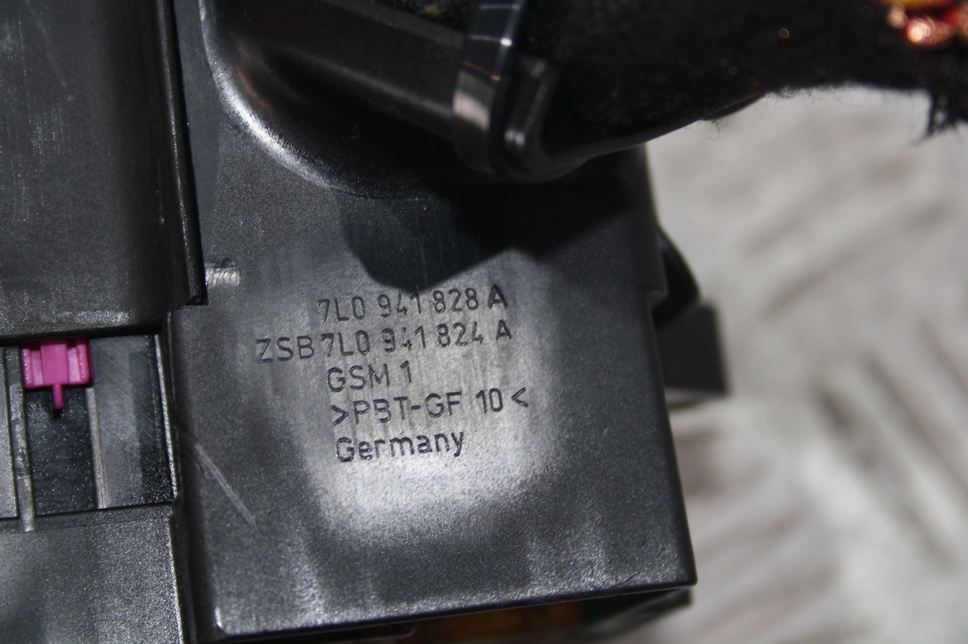 7L0 941 828 A
ZSB 7L0 941 824 A
GSM 1
>PBT-GF 10<
Germany